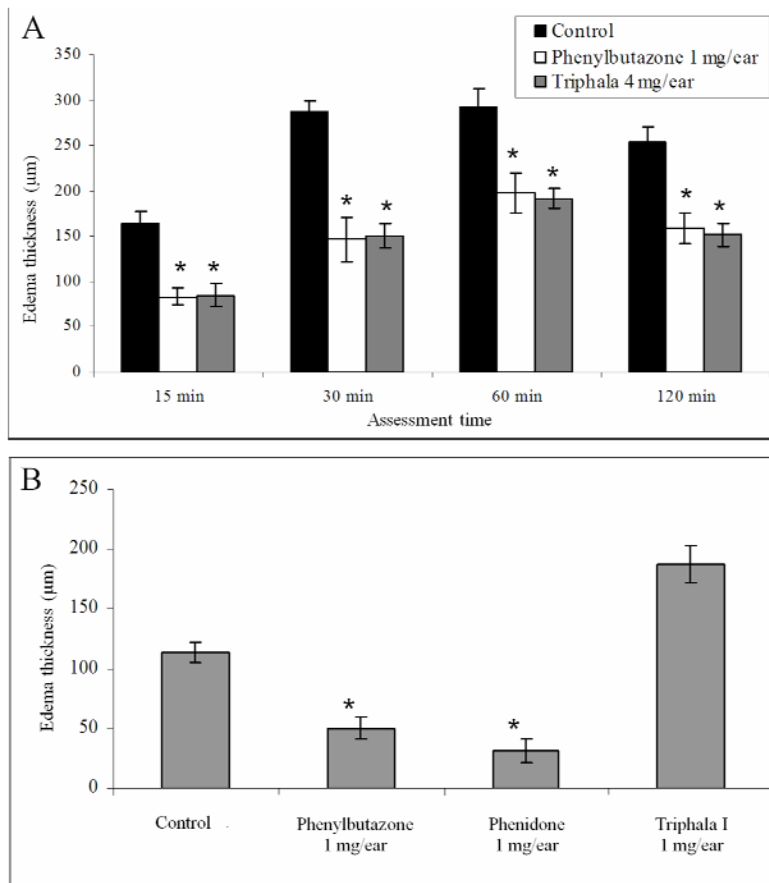 A
Control
Phenylbutazone 1 mg/ear
Triphala 4 mg/ear
Edema thickness (µm)
350
300
250
200
150
100
50
0
* * * * * * * *
15 min 30 min 60 min 120 min
Assessment time
B
Edema thickness (µm)
250
200
150
100
50
0
* *
Control Phenylbutazone Phenidone Triphala I
1 mg/ear 1 mg/ear 1 mg/ear